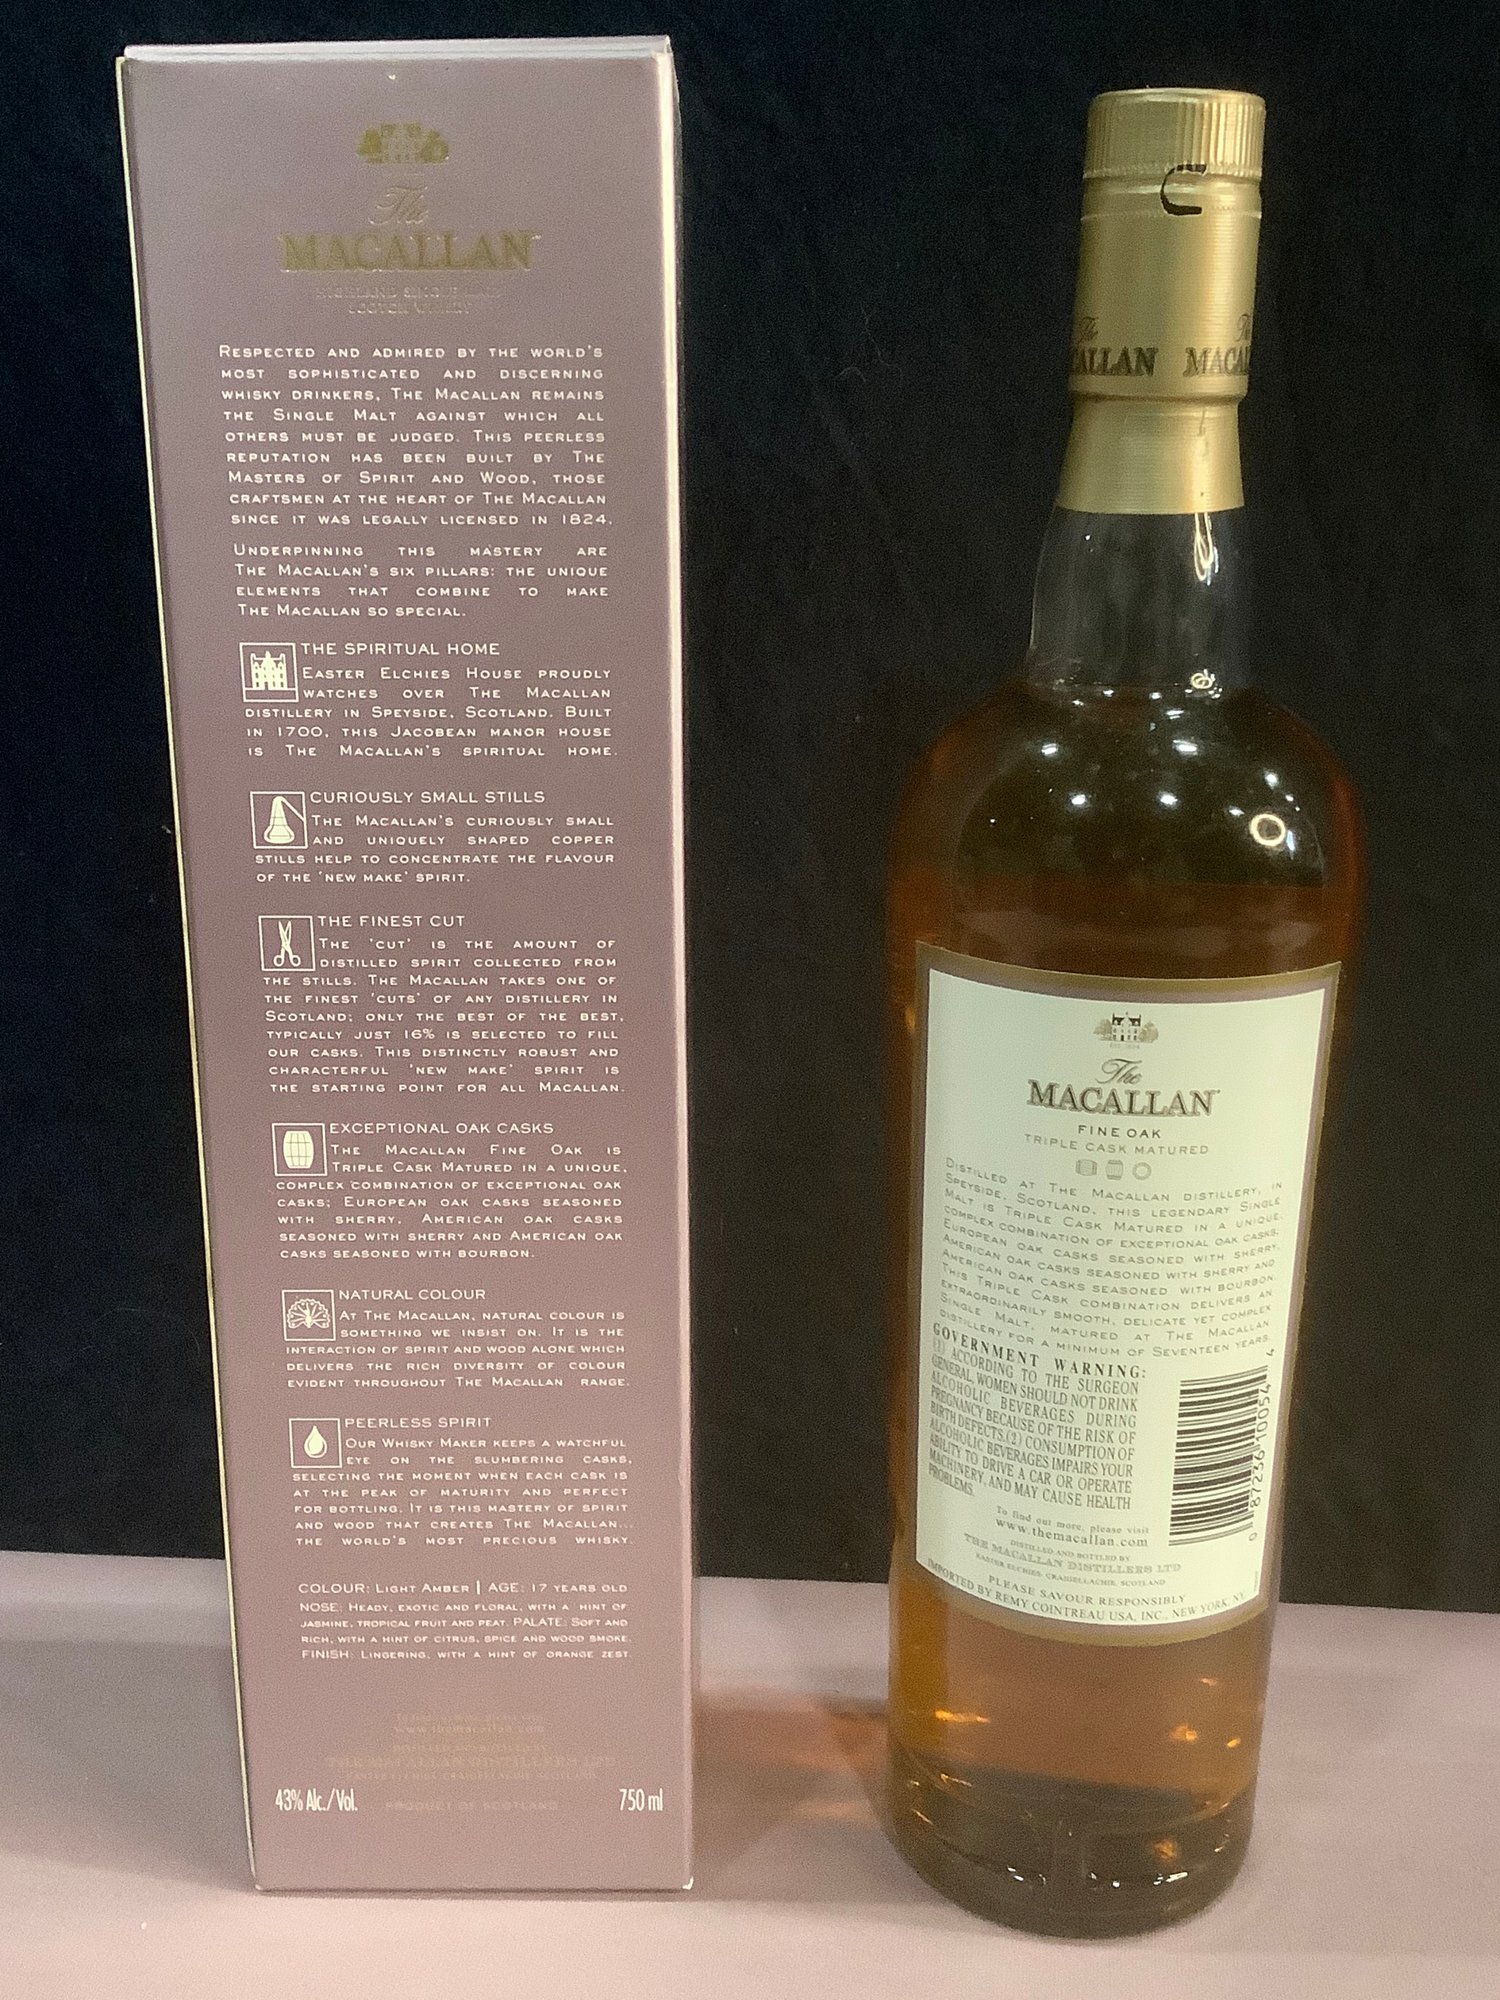 The
MACALLAN
HIGHLAND SINGLE MALT
SCOTCH WHISKY
RESPECTED AND ADMIRED BY THE WORLD'S
MOST SOPHISTICATED AND DISCERNING
WHISKY DRINKERS, THE MACALLAN REMAINS
THE SINGLE MALT AGAINST WHICH ALL
OTHERS MUST BE JUDGED. THIS PEERLESS
REPUTATION HAS BEEN BUILT BY THE
MASTERS OF SPIRIT AND WOOD, THOSE
CRAFTSMEN AT THE HEART OF THE MACALLAN
SINCE IT WAS LEGALLY LICENSED IN 1824.
UNDERPINNING THIS MASTERY ARE
THE MACALLAN'S SIX PILLARS: THE UNIQUE
ELEMENTS THAT COMBINE TO MAKE
THE MACALLAN SO SPECIAL.
THE SPIRITUAL HOME
EASTER ELCHIES HOUSE PROUDLY
WATCHES OVER THE MACALLAN
DISTILLERY IN SPEYSIDE, SCOTLAND. BUILT
IN 1700, THIS JACOBEAN MANOR HOUSE
IS THE MACALLAN'S SPIRITUAL HOME.
CURIOUSLY SMALL STILLS
THE MACALLAN'S CURIOUSLY SMALL
AND UNIQUELY SHAPED COPPER
STILLS HELP TO CONCENTRATE THE FLAVOUR
OF THE 'NEW MAKE' SPIRIT.
THE FINEST CUT
THE 'CUT' IS THE AMOUNT OF
DISTILLED SPIRIT COLLECTED FROM
THE STILLS. THE MACALLAN TAKES ONE OF
THE FINEST 'CUTS' OF ANY DISTILLERY IN
SCOTLAND; ONLY THE BEST OF THE BEST,
TYPICALLY JUST 16% IS SELECTED TO FILL
OUR CASKS. THIS DISTINCTLY ROBUST AND
CHARACTERFUL 'NEW MAKE' SPIRIT IS
THE STARTING POINT FOR ALL MACALLAN.
EXCEPTIONAL OAK CASKS
THE MACALLAN FINE OAK IS
TRIPLE CASK MATURED IN A UNIQUE,
COMPLEX COMBINATION OF EXCEPTIONAL OAK
CASKS; EUROPEAN OAK CASKS SEASONED
WITH SHERRY, AMERICAN OAK CASKS
SEASONED WITH SHERRY AND AMERICAN OAK
CASKS SEASONED WITH BOURBON.
NATURAL COLOUR
AT THE MACALLAN, NATURAL COLOUR IS
SOMETHING WE INSIST ON. IT IS THE
INTERACTION OF SPIRIT AND WOOD ALONE WHICH
DELIVERS THE RICH DIVERSITY OF COLOUR
EVIDENT THROUGHOUT THE MACALLAN RANGE.
PEERLESS SPIRIT
OUR WHISKY MAKER KEEPS A WATCHFUL
EYE ON THE SLUMBERING CASKS,
SELECTING THE MOMENT WHEN EACH CASK IS
AT THE PEAK OF MATURITY AND PERFECT
FOR BOTTLING. IT IS THIS MASTERY OF SPIRIT
AND WOOD THAT CREATES THE MACALLAN...
THE WORLD'S MOST PRECIOUS WHISKY.
COLOUR: LIGHT AMBER | AGE: 17 YEARS OLD
NOSE: HEADY, EXOTIC AND FLORAL, WITH A HINT OF
JASMINE, TROPICAL FRUIT AND PEAT. PALATE: SOFT AND
RICH, WITH A HINT OF CITRUS, SPICE AND WOOD SMOKE.
FINISH: LINGERING, WITH A HINT OF ORANGE ZEST.
www.themacallan.com
THE MACALLAN DISTILLERS LTD
43% Alc./Vol. PRODUCT OF SCOTLAND 750 ml
The The
CALLAN MACAL
The
MACALLAN
FINE OAK
TRIPLE CASK MATURED
DISTILLED AT THE MACALLAN DISTILLERY, IN
SPEYSIDE, SCOTLAND, THIS LEGENDARY SINGLE
MALT IS TRIPLE CASK MATURED IN A UNIQUE,
COMPLEX COMBINATION OF EXCEPTIONAL OAK CASKS;
EUROPEAN OAK CASKS SEASONED WITH SHERRY,
AMERICAN OAK CASKS SEASONED WITH SHERRY AND
AMERICAN OAK CASKS SEASONED WITH BOURBON.
THIS TRIPLE CASK COMBINATION DELIVERS AN
EXTRAORDINARILY SMOOTH, DELICATE YET COMPLEX
SINGLE MALT, MATURED AT THE MACALLAN
DISTILLERY FOR A MINIMUM OF SEVENTEEN YEARS.
GOVERNMENT WARNING:
(1) ACCORDING TO THE SURGEON
GENERAL, WOMEN SHOULD NOT DRINK
ALCOHOLIC BEVERAGES DURING
PREGNANCY BECAUSE OF THE RISK OF
BIRTH DEFECTS. (2) CONSUMPTION OF
ALCOHOLIC BEVERAGES IMPAIRS YOUR
ABILITY TO DRIVE A CAR OR OPERATE
MACHINERY, AND MAY CAUSE HEALTH
PROBLEMS.
0 87236 10054 4
To find out more, please visit
www.themacallan.com
DISTILLED AND BOTTLED BY
THE MACALLAN DISTILLERS LTD
EASTER ELCHIES, CRAIGELLACHIE, SCOTLAND
PLEASE SAVOUR RESPONSIBLY
IMPORTED BY REMY COINTREAU USA, INC., NEW YORK, NY.